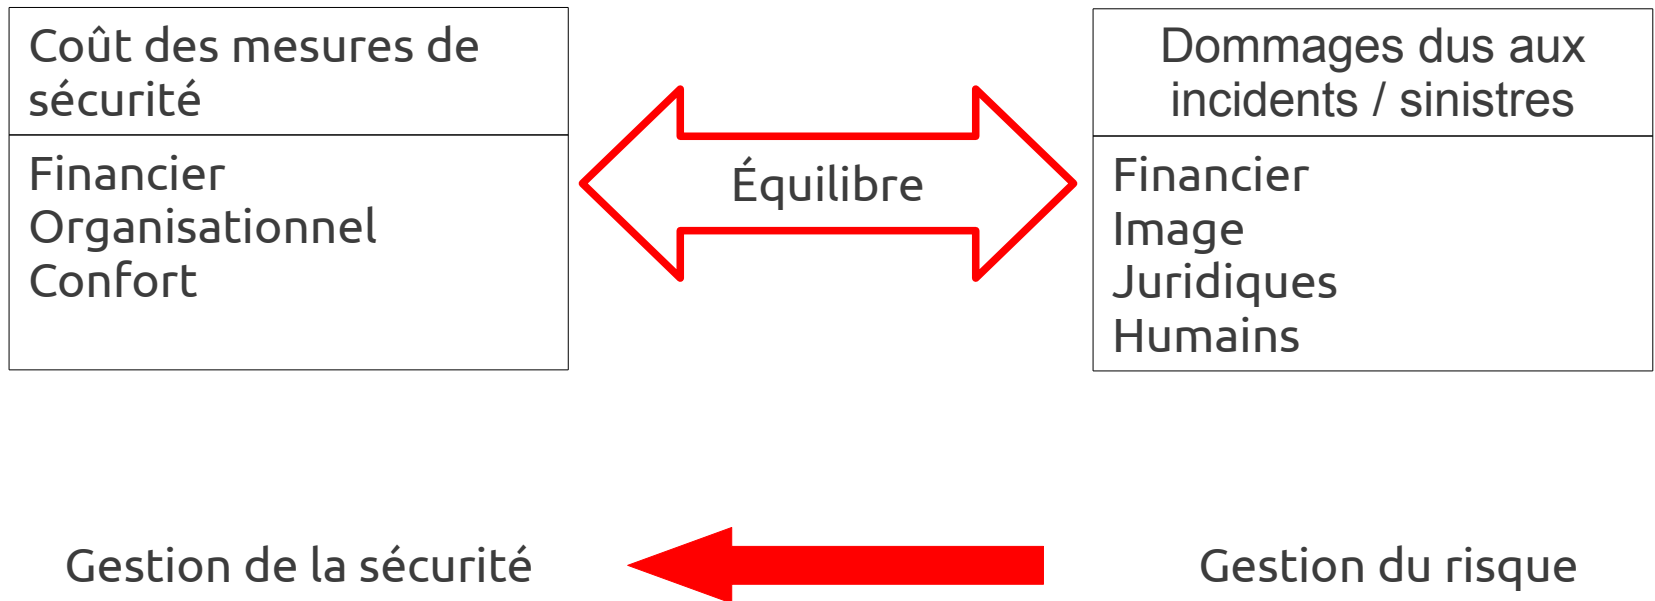 Coût des mesures de
sécurité
Financier
Organisationnel
Confort
Équilibre
Dommages dus aux
incidents / sinistres
Financier
Image
Juridiques
Humains
Gestion de la sécurité
Gestion du risque